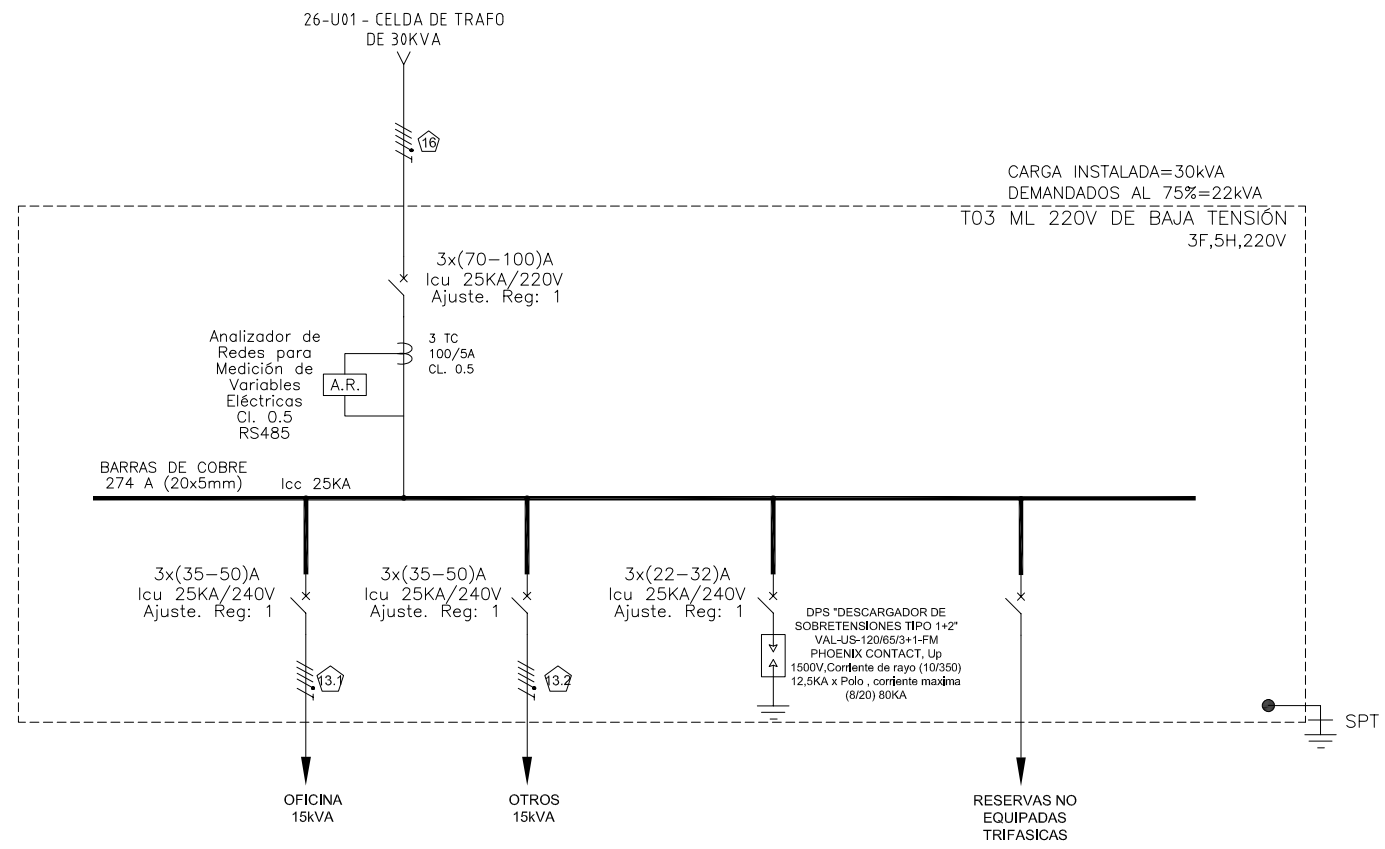 26-U01 - CELDA DE TRAFO
DE 30KVA
16
CARGA INSTALADA=30kVA
DEMANDADOS AL 75%=22kVA
T03 ML 220V DE BAJA TENSIÓN
3F,5H,220V
3x(70-100)A
Icu 25KA/220V
Ajuste. Reg: 1
Analizador de
Redes para
Medición de
Variables
Eléctricas
Cl. 0.5
RS485
A.R.
3 TC
100/5A
CL. 0.5
BARRAS DE COBRE
274 A (20x5mm)
Icc 25KA
3x(35-50)A
Icu 25KA/240V
Ajuste. Reg: 1
3x(35-50)A
Icu 25KA/240V
Ajuste. Reg: 1
3x(22-32)A
Icu 25KA/240V
Ajuste. Reg: 1
DPS "DESCARGADOR DE
SOBRETENSIONES TIPO 1+2"
VAL-US-120/65/3+1-FM
PHOENIX CONTACT, Up
1500V,Corriente de rayo (10/350)
12,5KA x Polo , corriente maxima
(8/20) 80KA
13.1
13.2
SPT
OFICINA
15kVA
OTROS
15kVA
RESERVAS NO
EQUIPADAS
TRIFASICAS